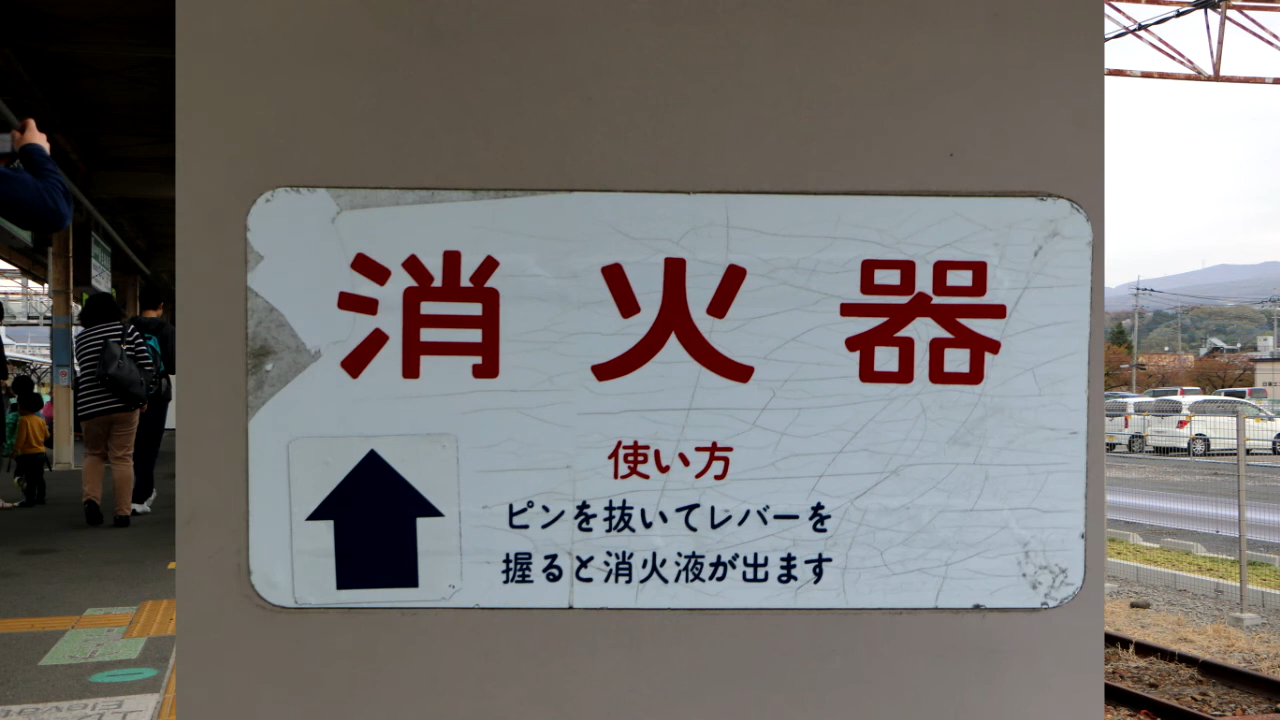 消火器
使い方
ピンを抜いてレバーを
握ると消火液が出ます